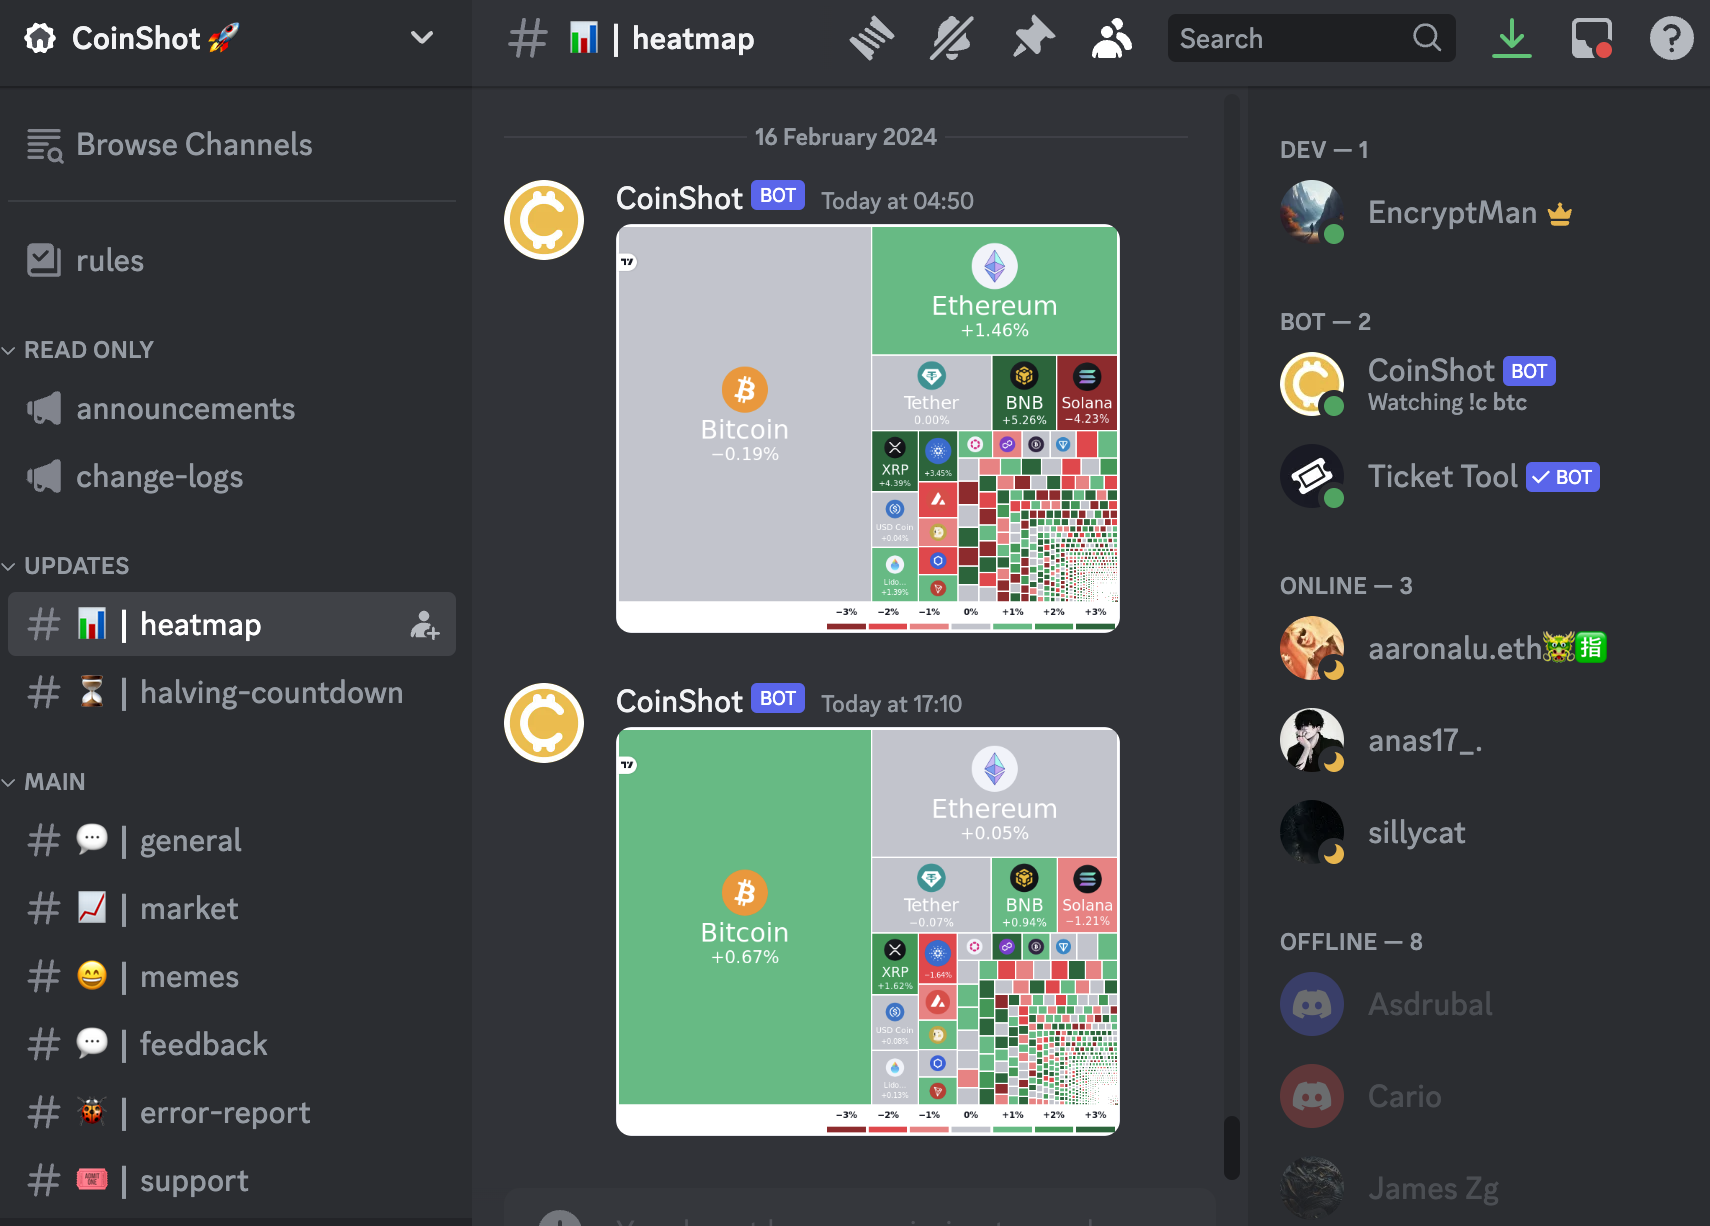 CoinShot 🚀
Browse Channels
rules
READ ONLY
announcements
change-logs
UPDATES
# 📊 | heatmap
# ⏳ | halving-countdown
MAIN
# 💬 | general
# 📈 | market
# 😄 | memes
# 💬 | feedback
# 🐞 | error-report
# 🎟 | support
# 📊 | heatmap
Search
16 February 2024
CoinShot BOT Today at 04:50
Bitcoin
−0.19%
Ethereum
+1.46%
Tether
0.00%
BNB
+5.26%
Solana
−4.23%
XRP
+4.39%
+3.45%
USD Coin
+0.04%
Lido...
+1.39%
−3% −2% −1% 0% +1% +2% +3%
CoinShot BOT Today at 17:10
Bitcoin
+0.67%
Ethereum
+0.05%
Tether
−0.07%
BNB
+0.94%
Solana
−1.21%
XRP
+1.62%
−1.64%
USD Coin
+0.08%
Lido...
+0.13%
−3% −2% −1% 0% +1% +2% +3%
DEV — 1
EncryptMan
BOT — 2
CoinShot BOT
Watching !c btc
Ticket Tool ✓ BOT
ONLINE — 3
aaronalu.eth🐲指
anas17_.
sillycat
OFFLINE — 8
Asdrubal
Cario
James Zg